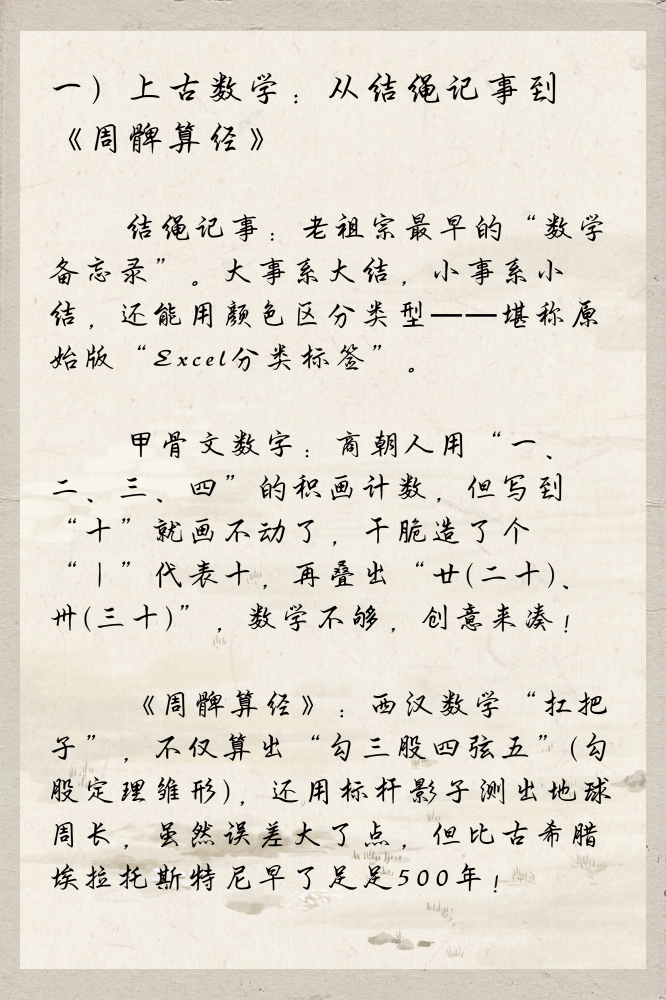 一）上古数学：从结绳记事到
《周髀算经》
结绳记事：老祖宗最早的“数学
备忘录”。大事系大结，小事系小
结，还能用颜色区分类型——堪称原
始版“Excel分类标签”。
甲骨文数字：商朝人用“一、
二、三、四”的积画计数，但写到
“十”就画不动了，干脆造了个
“丨”代表十，再叠出“廿(二十)、
卅(三十)”，数学不够，创意来凑！
《周髀算经》：西汉数学“扛把
子”，不仅算出“勾三股四弦五”(勾
股定理雏形)，还用标杆影子测出地球
周长，虽然误差大了点，但比古希腊
埃拉托斯特尼早了足足500年！